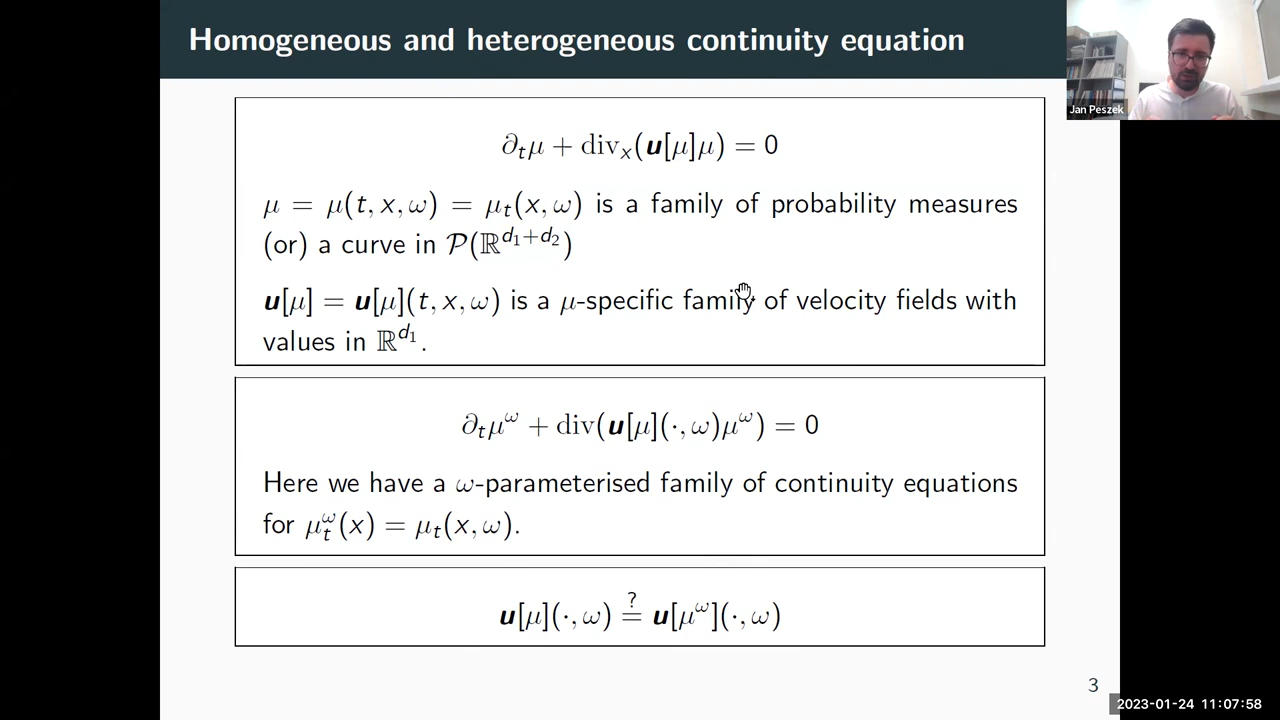 Homogeneous and heterogeneous continuity equation
Jan Peszek
∂ₜμ + divₓ(u[μ]μ) = 0
μ = μ(t, x, ω) = μₜ(x, ω) is a family of probability measures
(or) a curve in 𝒫(ℝ^{d₁+d₂})
u[μ] = u[μ](t, x, ω) is a μ-specific family of velocity fields with
values in ℝ^{d₁}.
∂ₜμ^ω + div(u[μ](·, ω)μ^ω) = 0
Here we have a ω-parameterised family of continuity equations
for μₜ^ω(x) = μₜ(x, ω).
u[μ](·, ω) ≟ u[μ^ω](·, ω)
3
2023-01-24 11:07:58